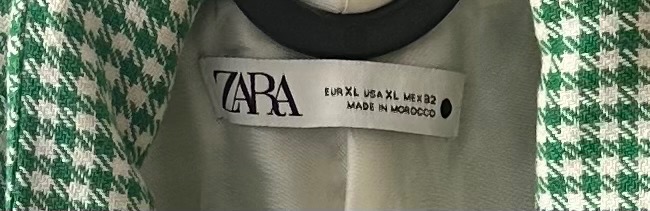 ZARA
EUR XL USA XL MEX 32
MADE IN MOROCCO